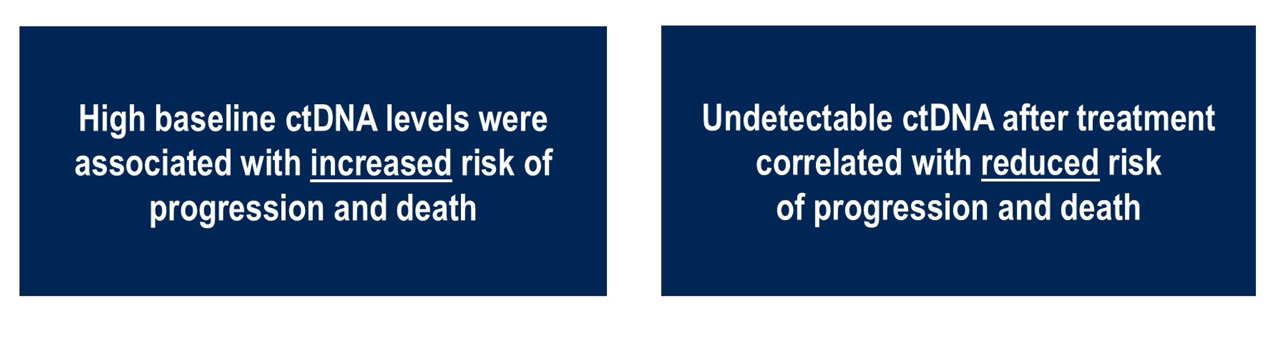 High baseline ctDNA levels were
associated with increased risk of
progression and death
Undetectable ctDNA after treatment
correlated with reduced risk
of progression and death